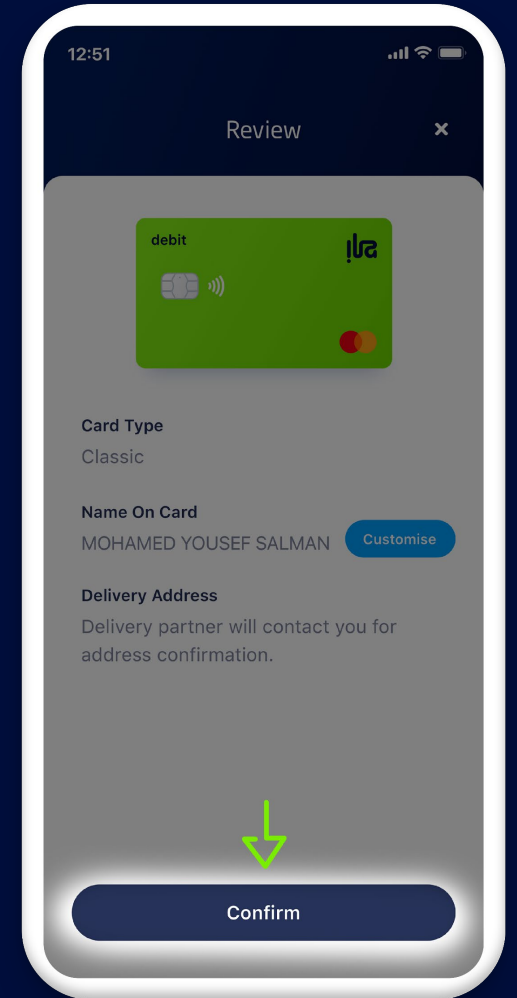 12:51
Review
debit
ila
Card Type
Classic
Name On Card
MOHAMED YOUSEF SALMAN
Customise
Delivery Address
Delivery partner will contact you for
address confirmation.
Confirm